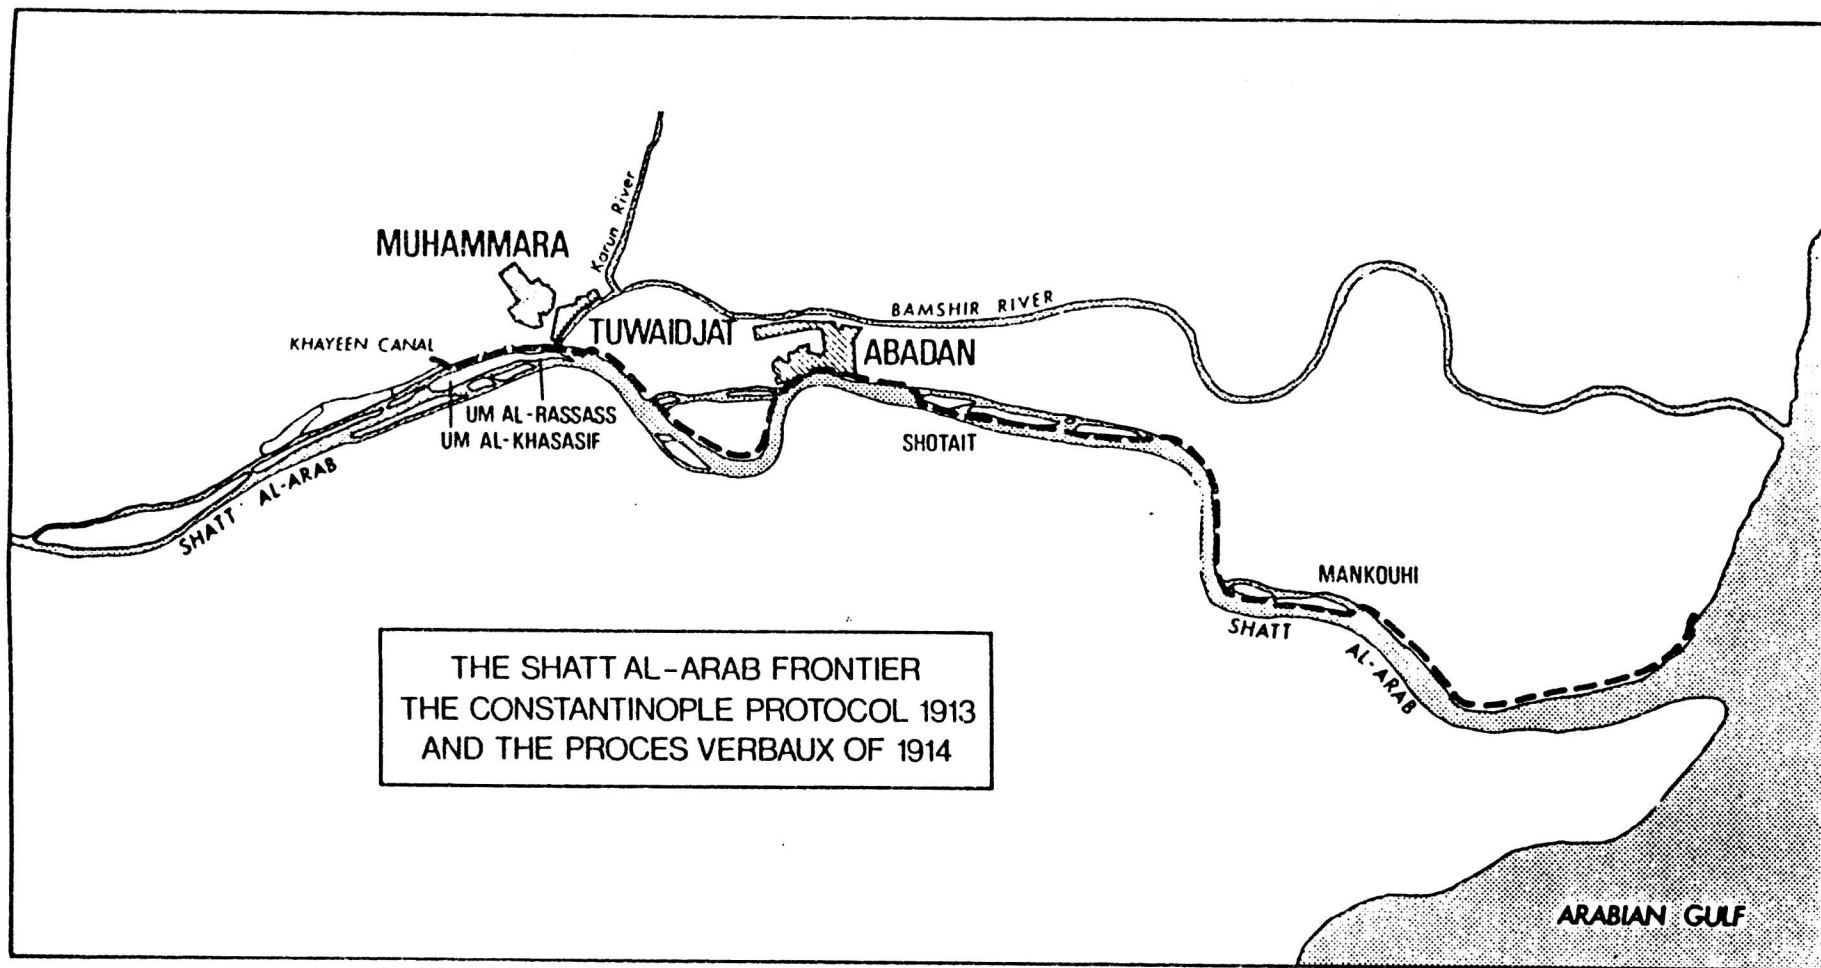 Karun River
MUHAMMARA
BAMSHIR RIVER
TUWAIDJAT
KHAYEEN CANAL
ABADAN
UM AL-RASSASS
UM AL-KHASASIF
SHOTAIT
SHATT AL-ARAB
MANKOUHI
SHATT AL-ARAB
THE SHATT AL-ARAB FRONTIER
THE CONSTANTINOPLE PROTOCOL 1913
AND THE PROCES VERBAUX OF 1914
ARABIAN GULF